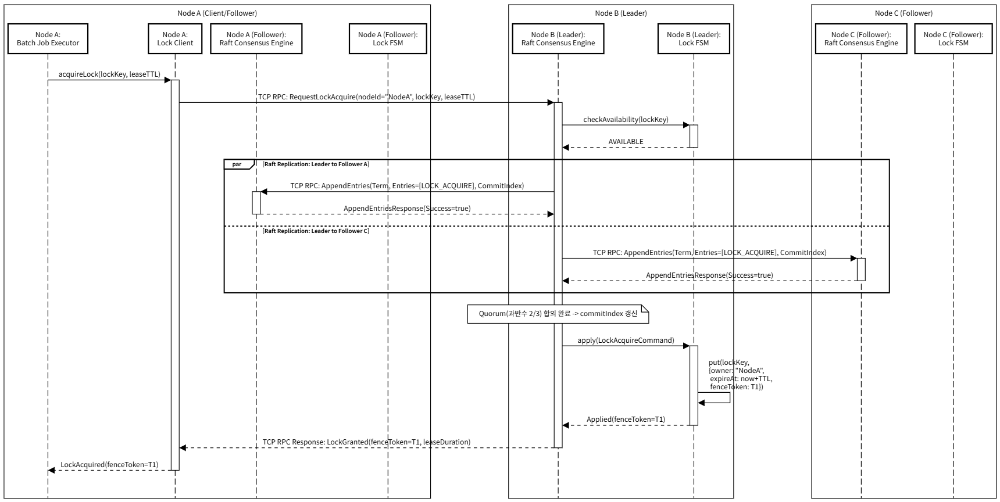 Node A (Client/Follower)
Node B (Leader)
Node C (Follower)
Node A:
Batch Job Executor
Node A:
Lock Client
Node A (Follower):
Raft Consensus Engine
Node A (Follower):
Lock FSM
Node B (Leader):
Raft Consensus Engine
Node B (Leader):
Lock FSM
Node C (Follower):
Raft Consensus Engine
Node C (Follower):
Lock FSM
acquireLock(lockKey, leaseTTL)
TCP RPC: RequestLockAcquire(nodeId="NodeA", lockKey, leaseTTL)
checkAvailability(lockKey)
AVAILABLE
par
[Raft Replication: Leader to Follower A]
TCP RPC: AppendEntries(Term, Entries=[LOCK_ACQUIRE], CommitIndex)
AppendEntriesResponse(Success=true)
[Raft Replication: Leader to Follower C]
TCP RPC: AppendEntries(Term, Entries=[LOCK_ACQUIRE], CommitIndex)
AppendEntriesResponse(Success=true)
Quorum(과반수 2/3) 합의 완료 -> commitIndex 갱신
apply(LockAcquireCommand)
put(lockKey,
{owner: "NodeA",
expireAt: now+TTL,
fenceToken: T1})
Applied(fenceToken=T1)
TCP RPC Response: LockGranted(fenceToken=T1, leaseDuration)
LockAcquired(fenceToken=T1)